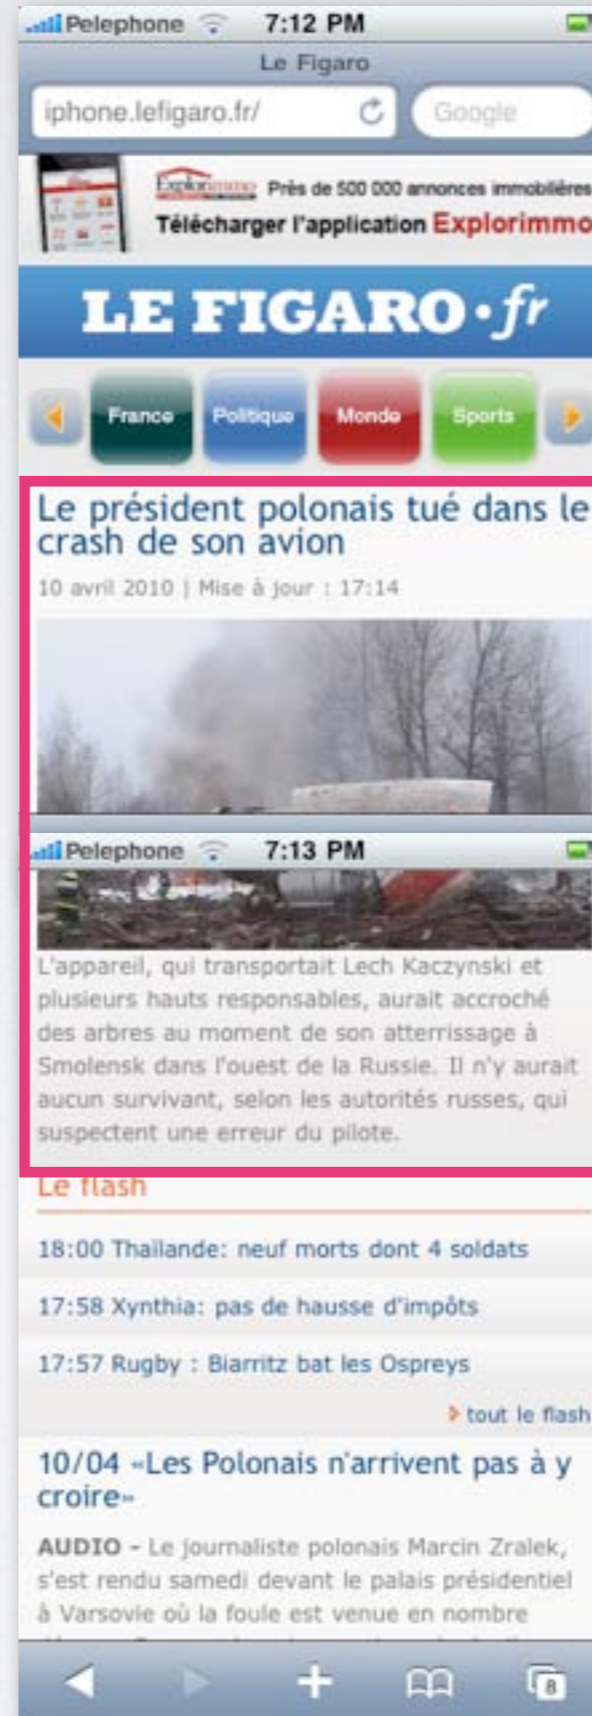 Pelephone 7:12 PM
Le Figaro
iphone.lefigaro.fr/ Google
Explorimmo Près de 500 000 annonces immobilières
Télécharger l'application Explorimmo
LE FIGARO·fr
France Politique Monde Sports
Le président polonais tué dans le
crash de son avion
10 avril 2010 | Mise à jour : 17:14
Pelephone 7:13 PM
L'appareil, qui transportait Lech Kaczynski et
plusieurs hauts responsables, aurait accroché
des arbres au moment de son atterrissage à
Smolensk dans l'ouest de la Russie. Il n'y aurait
aucun survivant, selon les autorités russes, qui
suspectent une erreur du pilote.
Le flash
18:00 Thaïlande: neuf morts dont 4 soldats
17:58 Xynthia: pas de hausse d'impôts
17:57 Rugby : Biarritz bat les Ospreys
tout le flash
10/04 «Les Polonais n'arrivent pas à y
croire»
AUDIO - Le journaliste polonais Marcin Zralek,
s'est rendu samedi devant le palais présidentiel
à Varsovie où la foule est venue en nombre
8